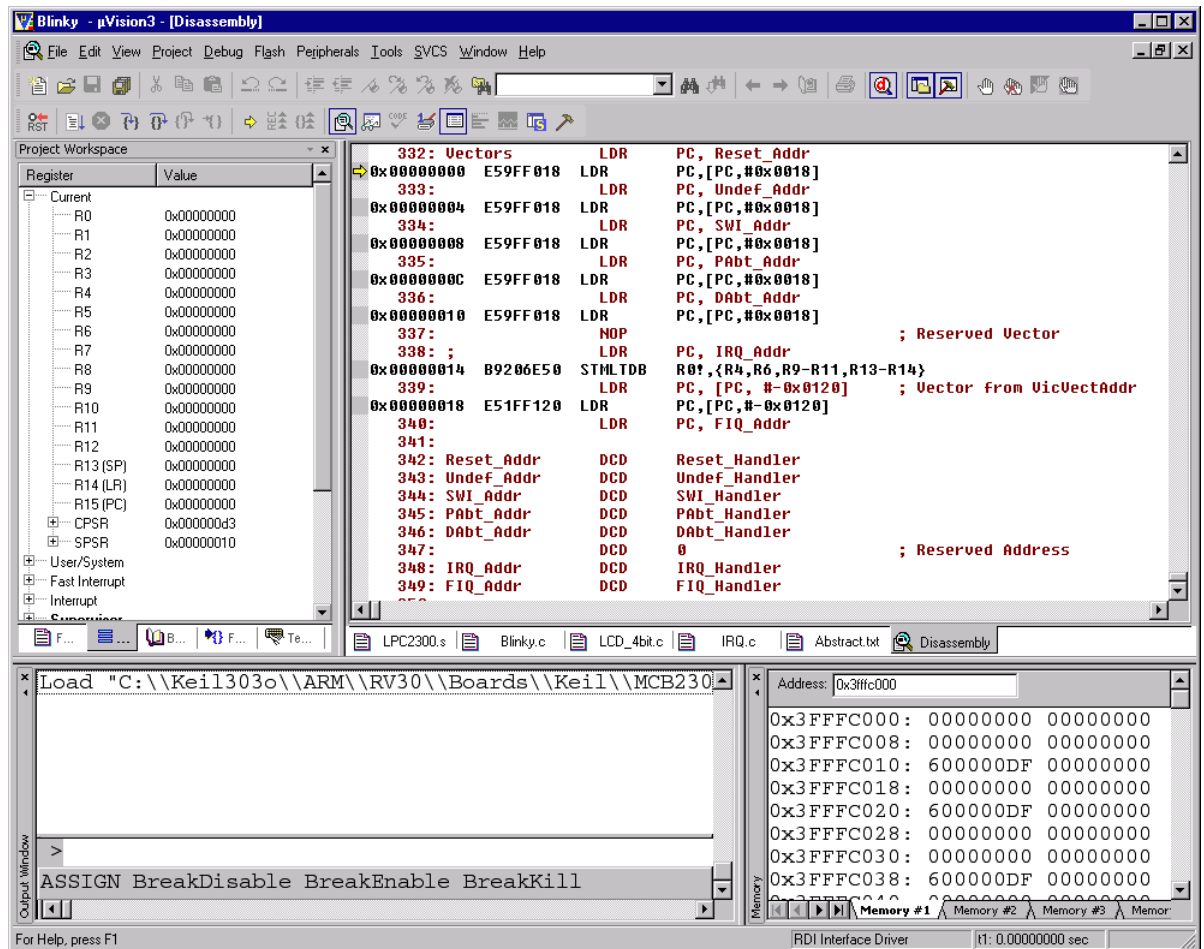 Blinky - µVision3 - [Disassembly]
File Edit View Project Debug Flash Peripherals Tools SVCS Window Help
RST CODE
Project Workspace
Register Value
Current
R0 0x00000000
R1 0x00000000
R2 0x00000000
R3 0x00000000
R4 0x00000000
R5 0x00000000
R6 0x00000000
R7 0x00000000
R8 0x00000000
R9 0x00000000
R10 0x00000000
R11 0x00000000
R12 0x00000000
R13 (SP) 0x00000000
R14 (LR) 0x00000000
R15 (PC) 0x00000000
CPSR 0x000000d3
SPSR 0x00000010
User/System
Fast Interrupt
Interrupt
Supervisor
F... ... B... F... Te...
332: Vectors LDR PC, Reset_Addr
0x00000000 E59FF018 LDR PC,[PC,#0x0018]
333: LDR PC, Undef_Addr
0x00000004 E59FF018 LDR PC,[PC,#0x0018]
334: LDR PC, SWI_Addr
0x00000008 E59FF018 LDR PC,[PC,#0x0018]
335: LDR PC, PAbt_Addr
0x0000000C E59FF018 LDR PC,[PC,#0x0018]
336: LDR PC, DAbt_Addr
0x00000010 E59FF018 LDR PC,[PC,#0x0018]
337: NOP ; Reserved Vector
338: ; LDR PC, IRQ_Addr
0x00000014 B9206E50 STMLTDB R0!,{R4,R6,R9-R11,R13-R14}
339: LDR PC, [PC, #-0x0120] ; Vector from VicVectAddr
0x00000018 E51FF120 LDR PC,[PC,#-0x0120]
340: LDR PC, FIQ_Addr
341:
342: Reset_Addr DCD Reset_Handler
343: Undef_Addr DCD Undef_Handler
344: SWI_Addr DCD SWI_Handler
345: PAbt_Addr DCD PAbt_Handler
346: DAbt_Addr DCD DAbt_Handler
347: DCD 0 ; Reserved Address
348: IRQ_Addr DCD IRQ_Handler
349: FIQ_Addr DCD FIQ_Handler
LPC2300.s Blinky.c LCD_4bit.c IRQ.c Abstract.txt Disassembly
Load "C:\\Keil303o\\ARM\\RV30\\Boards\\Keil\\MCB230
>
ASSIGN BreakDisable BreakEnable BreakKill
Output Window
Address: 0x3fffc000
0x3FFFC000: 00000000 00000000
0x3FFFC008: 00000000 00000000
0x3FFFC010: 600000DF 00000000
0x3FFFC018: 00000000 00000000
0x3FFFC020: 600000DF 00000000
0x3FFFC028: 00000000 00000000
0x3FFFC030: 00000000 00000000
0x3FFFC038: 600000DF 00000000
Memory #1 Memory #2 Memory #3 Memor
Memory
For Help, press F1 RDI Interface Driver t1: 0.00000000 sec